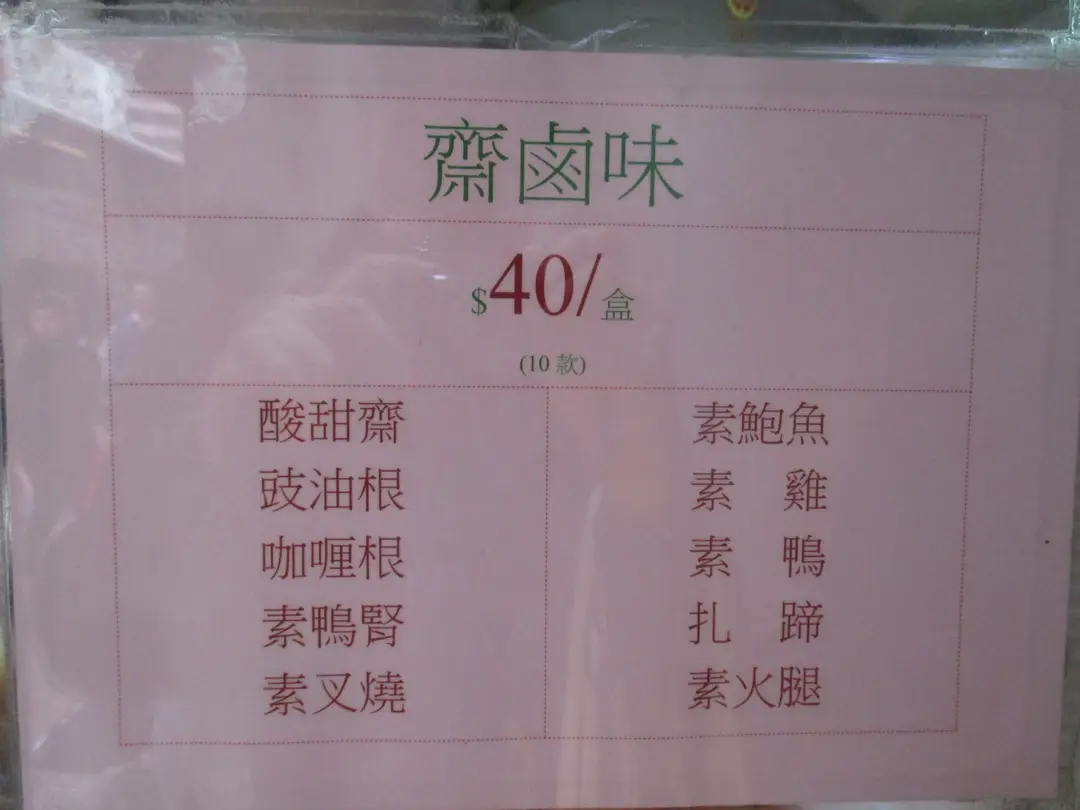 齋鹵味
$40/盒
(10 款)
酸甜齋
豉油根
咖喱根
素鴨腎
素叉燒
素鮑魚
素 雞
素 鴨
扎 蹄
素火腿